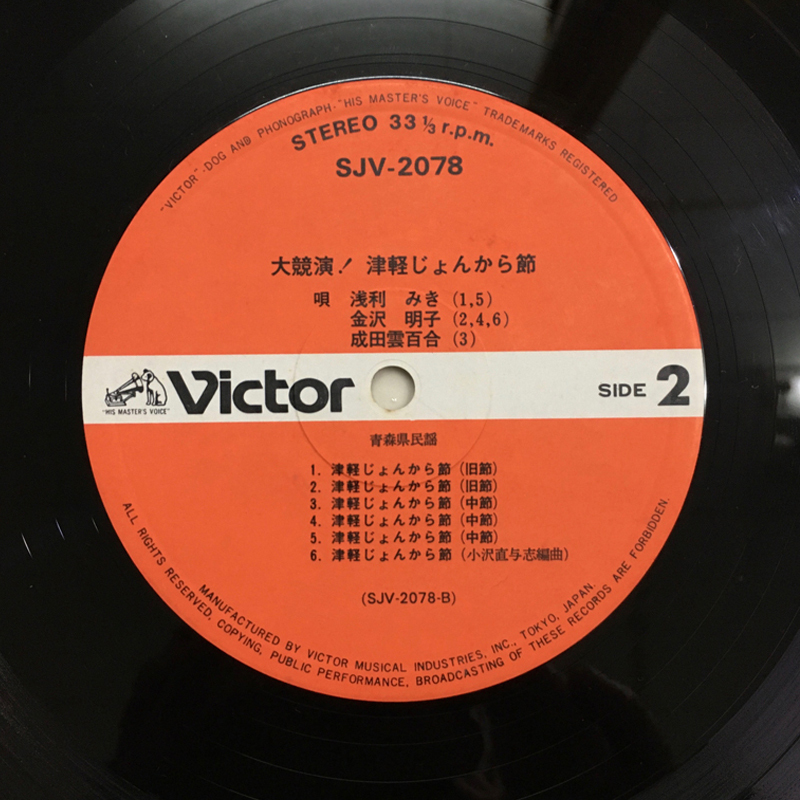 "VICTOR"-DOG AND PHONOGRAPH-"HIS MASTER'S VOICE" TRADEMARKS REGISTERED
STEREO 33 ⅓ r.p.m.
SJV-2078
大競演! 津軽じょんから節
唄 浅利 みき (1,5)
金沢 明子 (2,4,6)
成田雲百合 (3)
"HIS MASTER'S VOICE"
Victor
SIDE 2
青森県民謡
1. 津軽じょんから節 (旧節)
2. 津軽じょんから節 (旧節)
3. 津軽じょんから節 (中節)
4. 津軽じょんから節 (中節)
5. 津軽じょんから節 (中節)
6. 津軽じょんから節 (小沢直与志編曲)
(SJV-2078-B)
MANUFACTURED BY VICTOR MUSICAL INDUSTRIES, INC., TOKYO, JAPAN.
ALL RIGHTS RESERVED, COPYING, PUBLIC PERFORMANCE, BROADCASTING OF THESE RECORDS ARE FORBIDDEN.